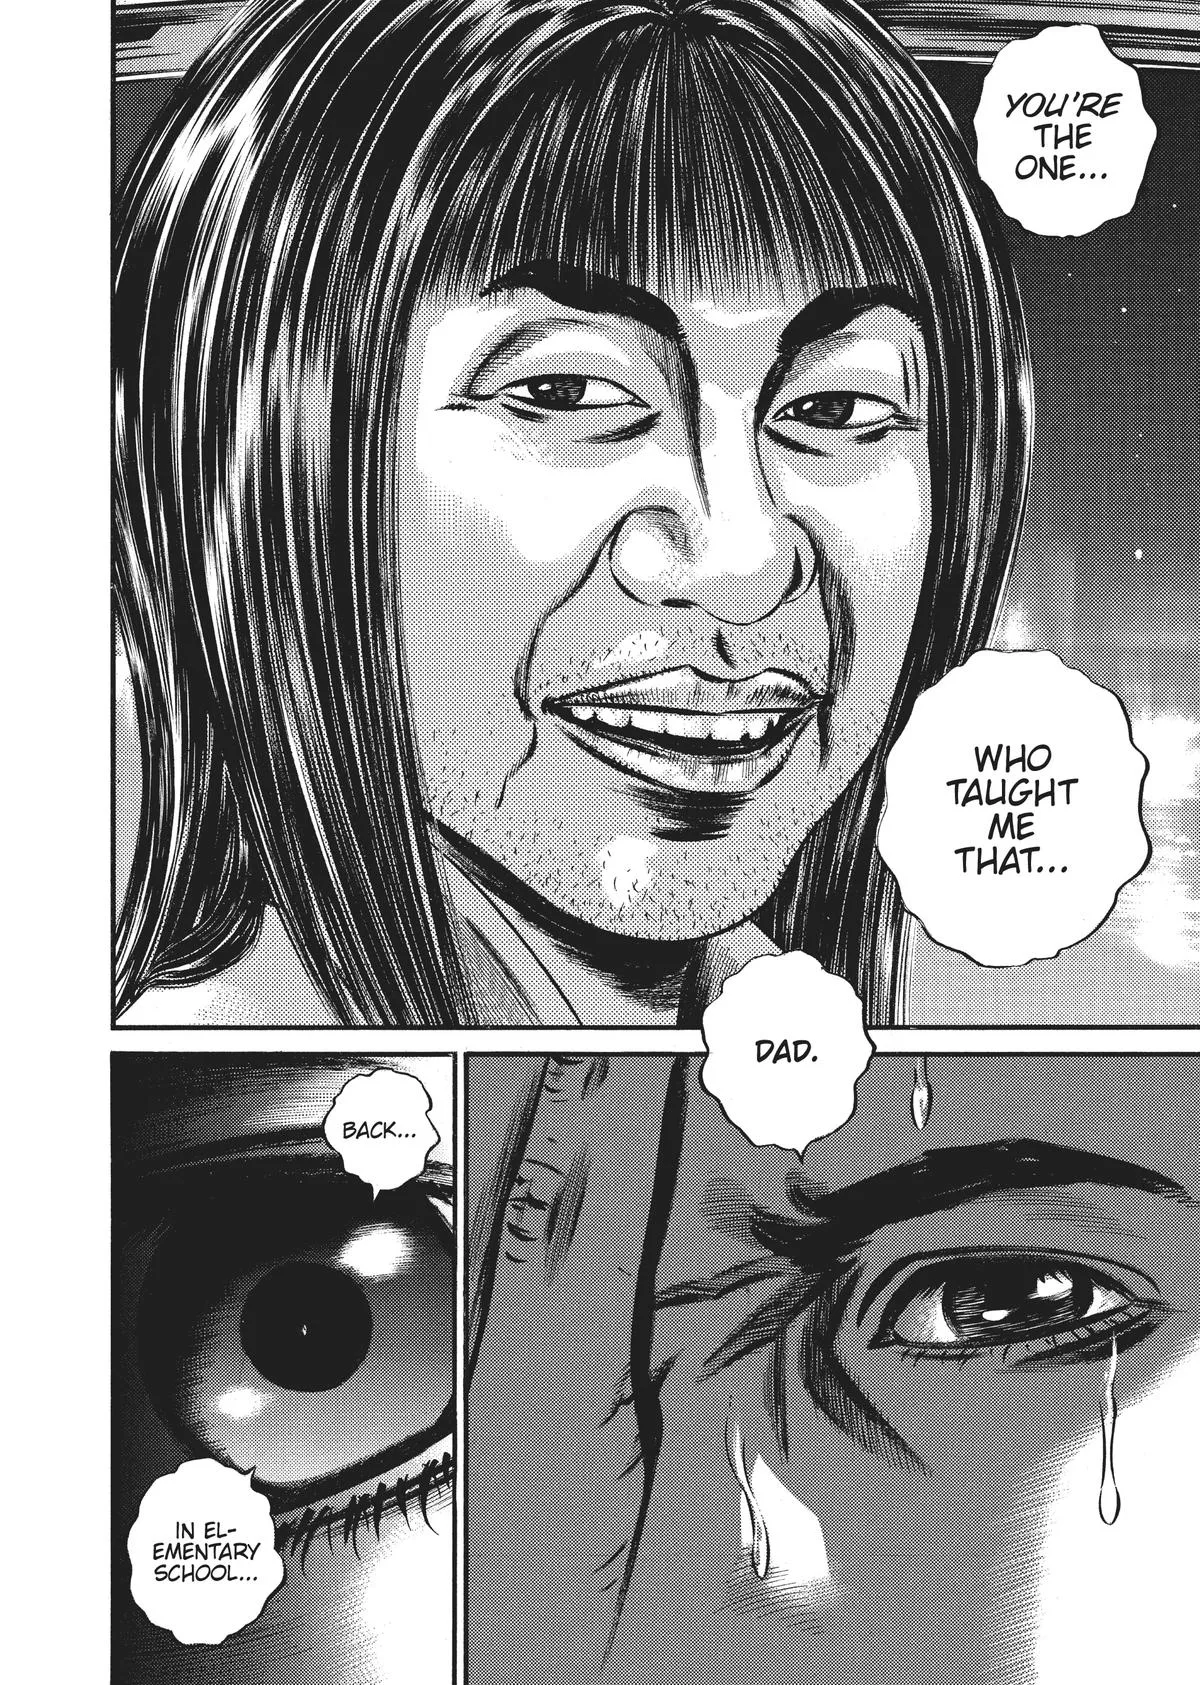 YOU'RE
THE
ONE...
WHO
TAUGHT
ME
THAT...
DAD.
BACK...
IN EL-
EMENTARY
SCHOOL...